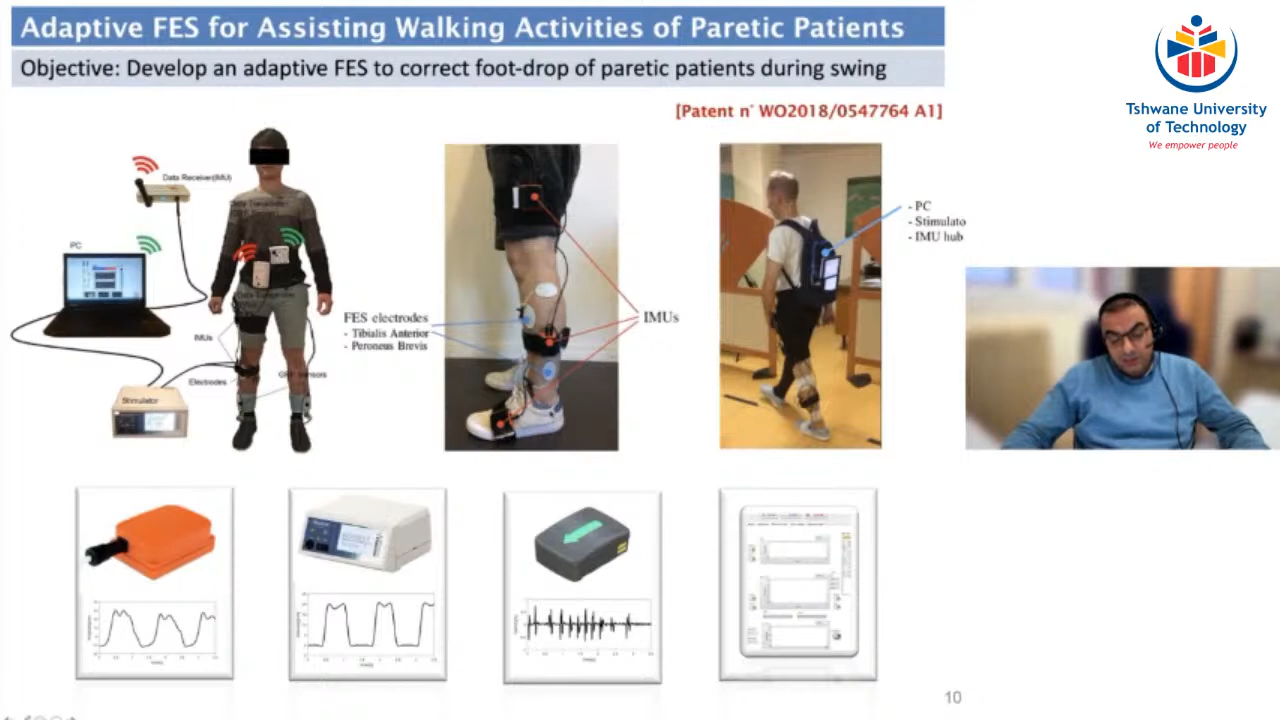 Adaptive FES for Assisting Walking Activities of Paretic Patients
Objective: Develop an adaptive FES to correct foot-drop of paretic patients during swing
[Patent n° WO2018/0547764 A1]
Tshwane University
of Technology
We empower people
Data Receiver(IMU)
PC
IMUs
Electrodes
Stimulator
FES electrodes
- Tibialis Anterior
- Peroneus Brevis
IMUs
- PC
- Stimulato
- IMU hub
10